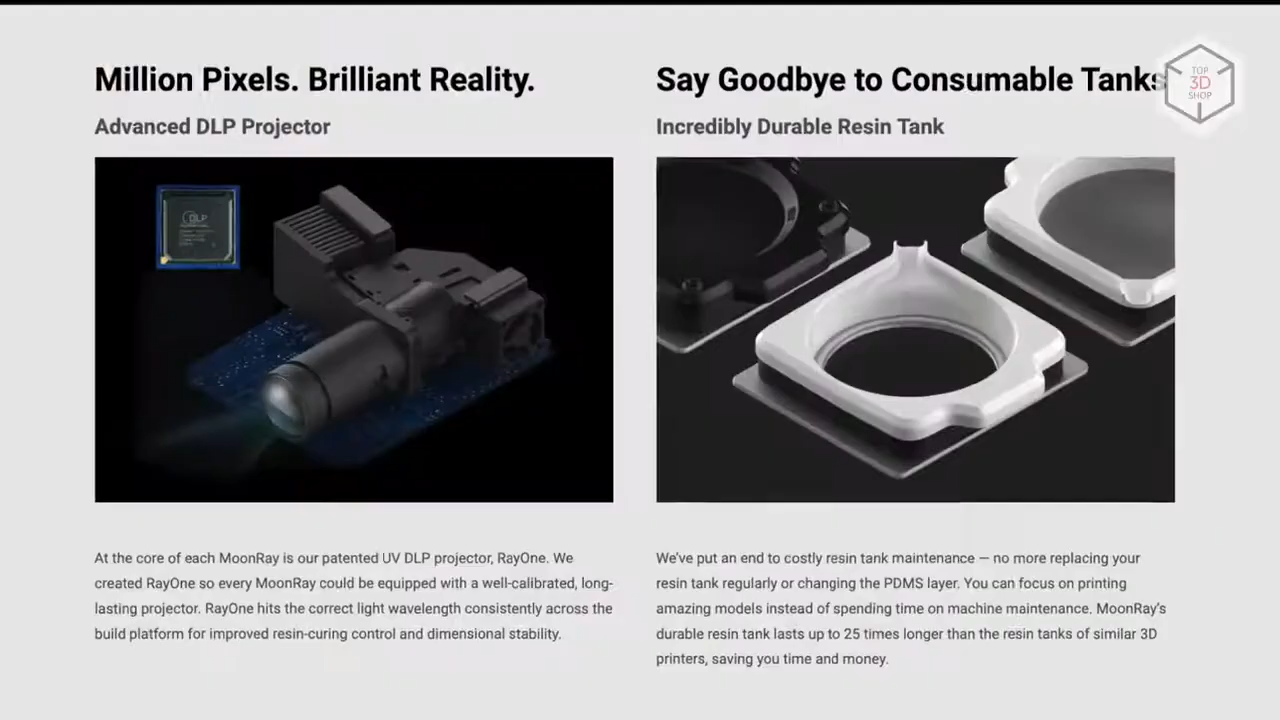 Million Pixels. Brilliant Reality.
Advanced DLP Projector
DLP
At the core of each MoonRay is our patented UV DLP projector, RayOne. We
created RayOne so every MoonRay could be equipped with a well-calibrated, long-
lasting projector. RayOne hits the correct light wavelength consistently across the
build platform for improved resin-curing control and dimensional stability.
Say Goodbye to Consumable Tanks
Incredibly Durable Resin Tank
We've put an end to costly resin tank maintenance — no more replacing your
resin tank regularly or changing the PDMS layer. You can focus on printing
amazing models instead of spending time on machine maintenance. MoonRay's
durable resin tank lasts up to 25 times longer than the resin tanks of similar 3D
printers, saving you time and money.
TOP
3D
SHOP